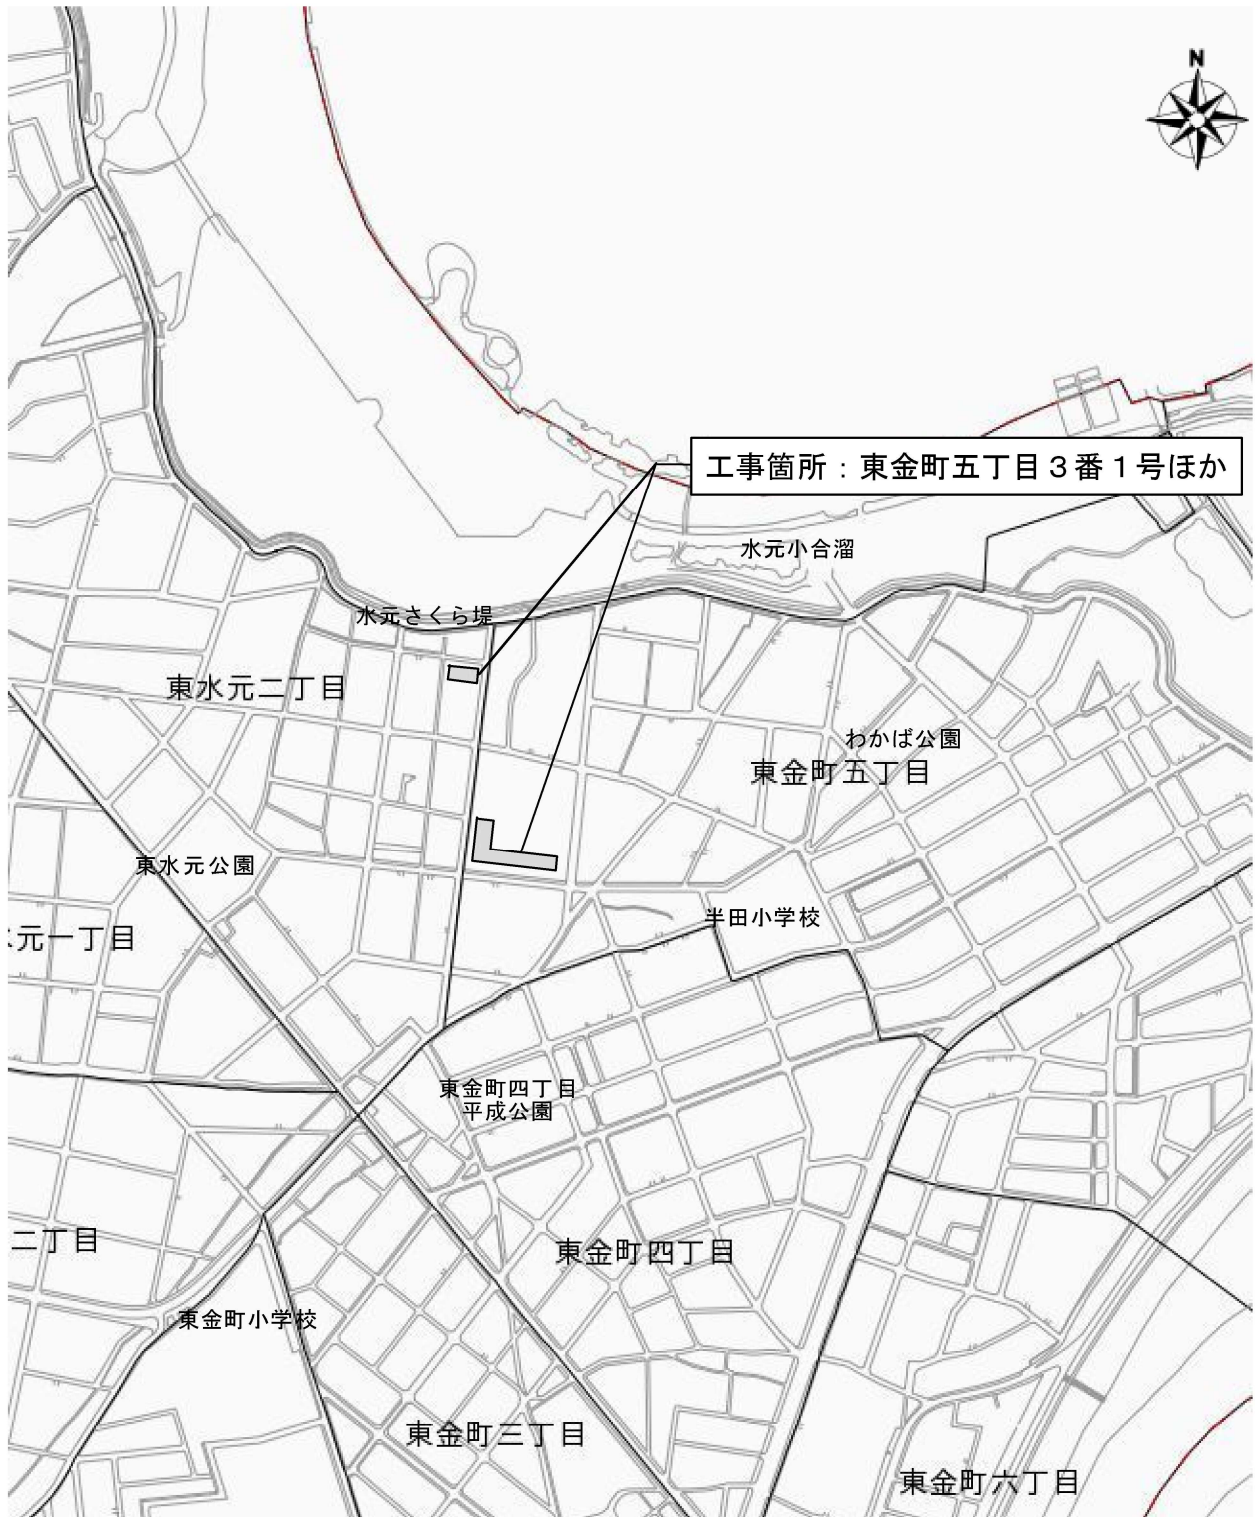 N
工事箇所：東金町五丁目３番１号ほか
水元小合溜
水元さくら堤
東水元二丁目
わかば公園
東金町五丁目
東水元公園
半田小学校
元一丁目
東金町四丁目
平成公園
二丁目
東金町四丁目
東金町小学校
東金町三丁目
東金町六丁目